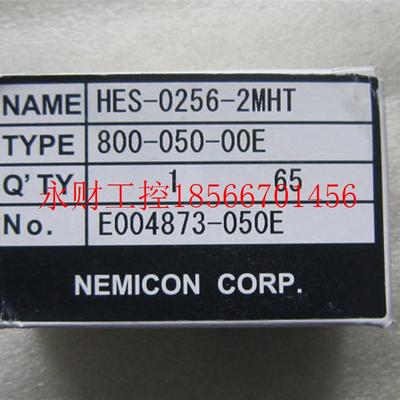 NAME HES-0256-2MHT
TYPE 800-050-00E
Q'TY 1 65
永财工控18566701456
No. E004873-050E
NEMICON CORP.